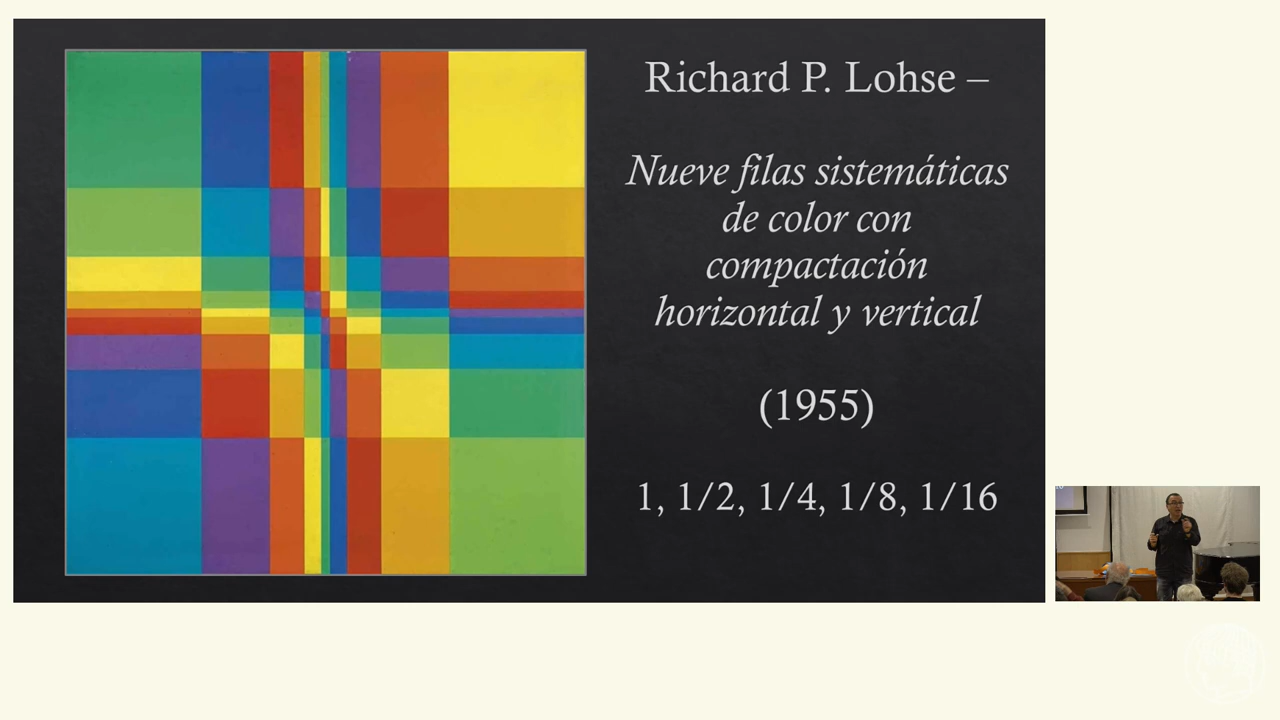 Richard P. Lohse –
Nueve filas sistemáticas
de color con
compactación
horizontal y vertical
(1955)
1, 1/2, 1/4, 1/8, 1/16